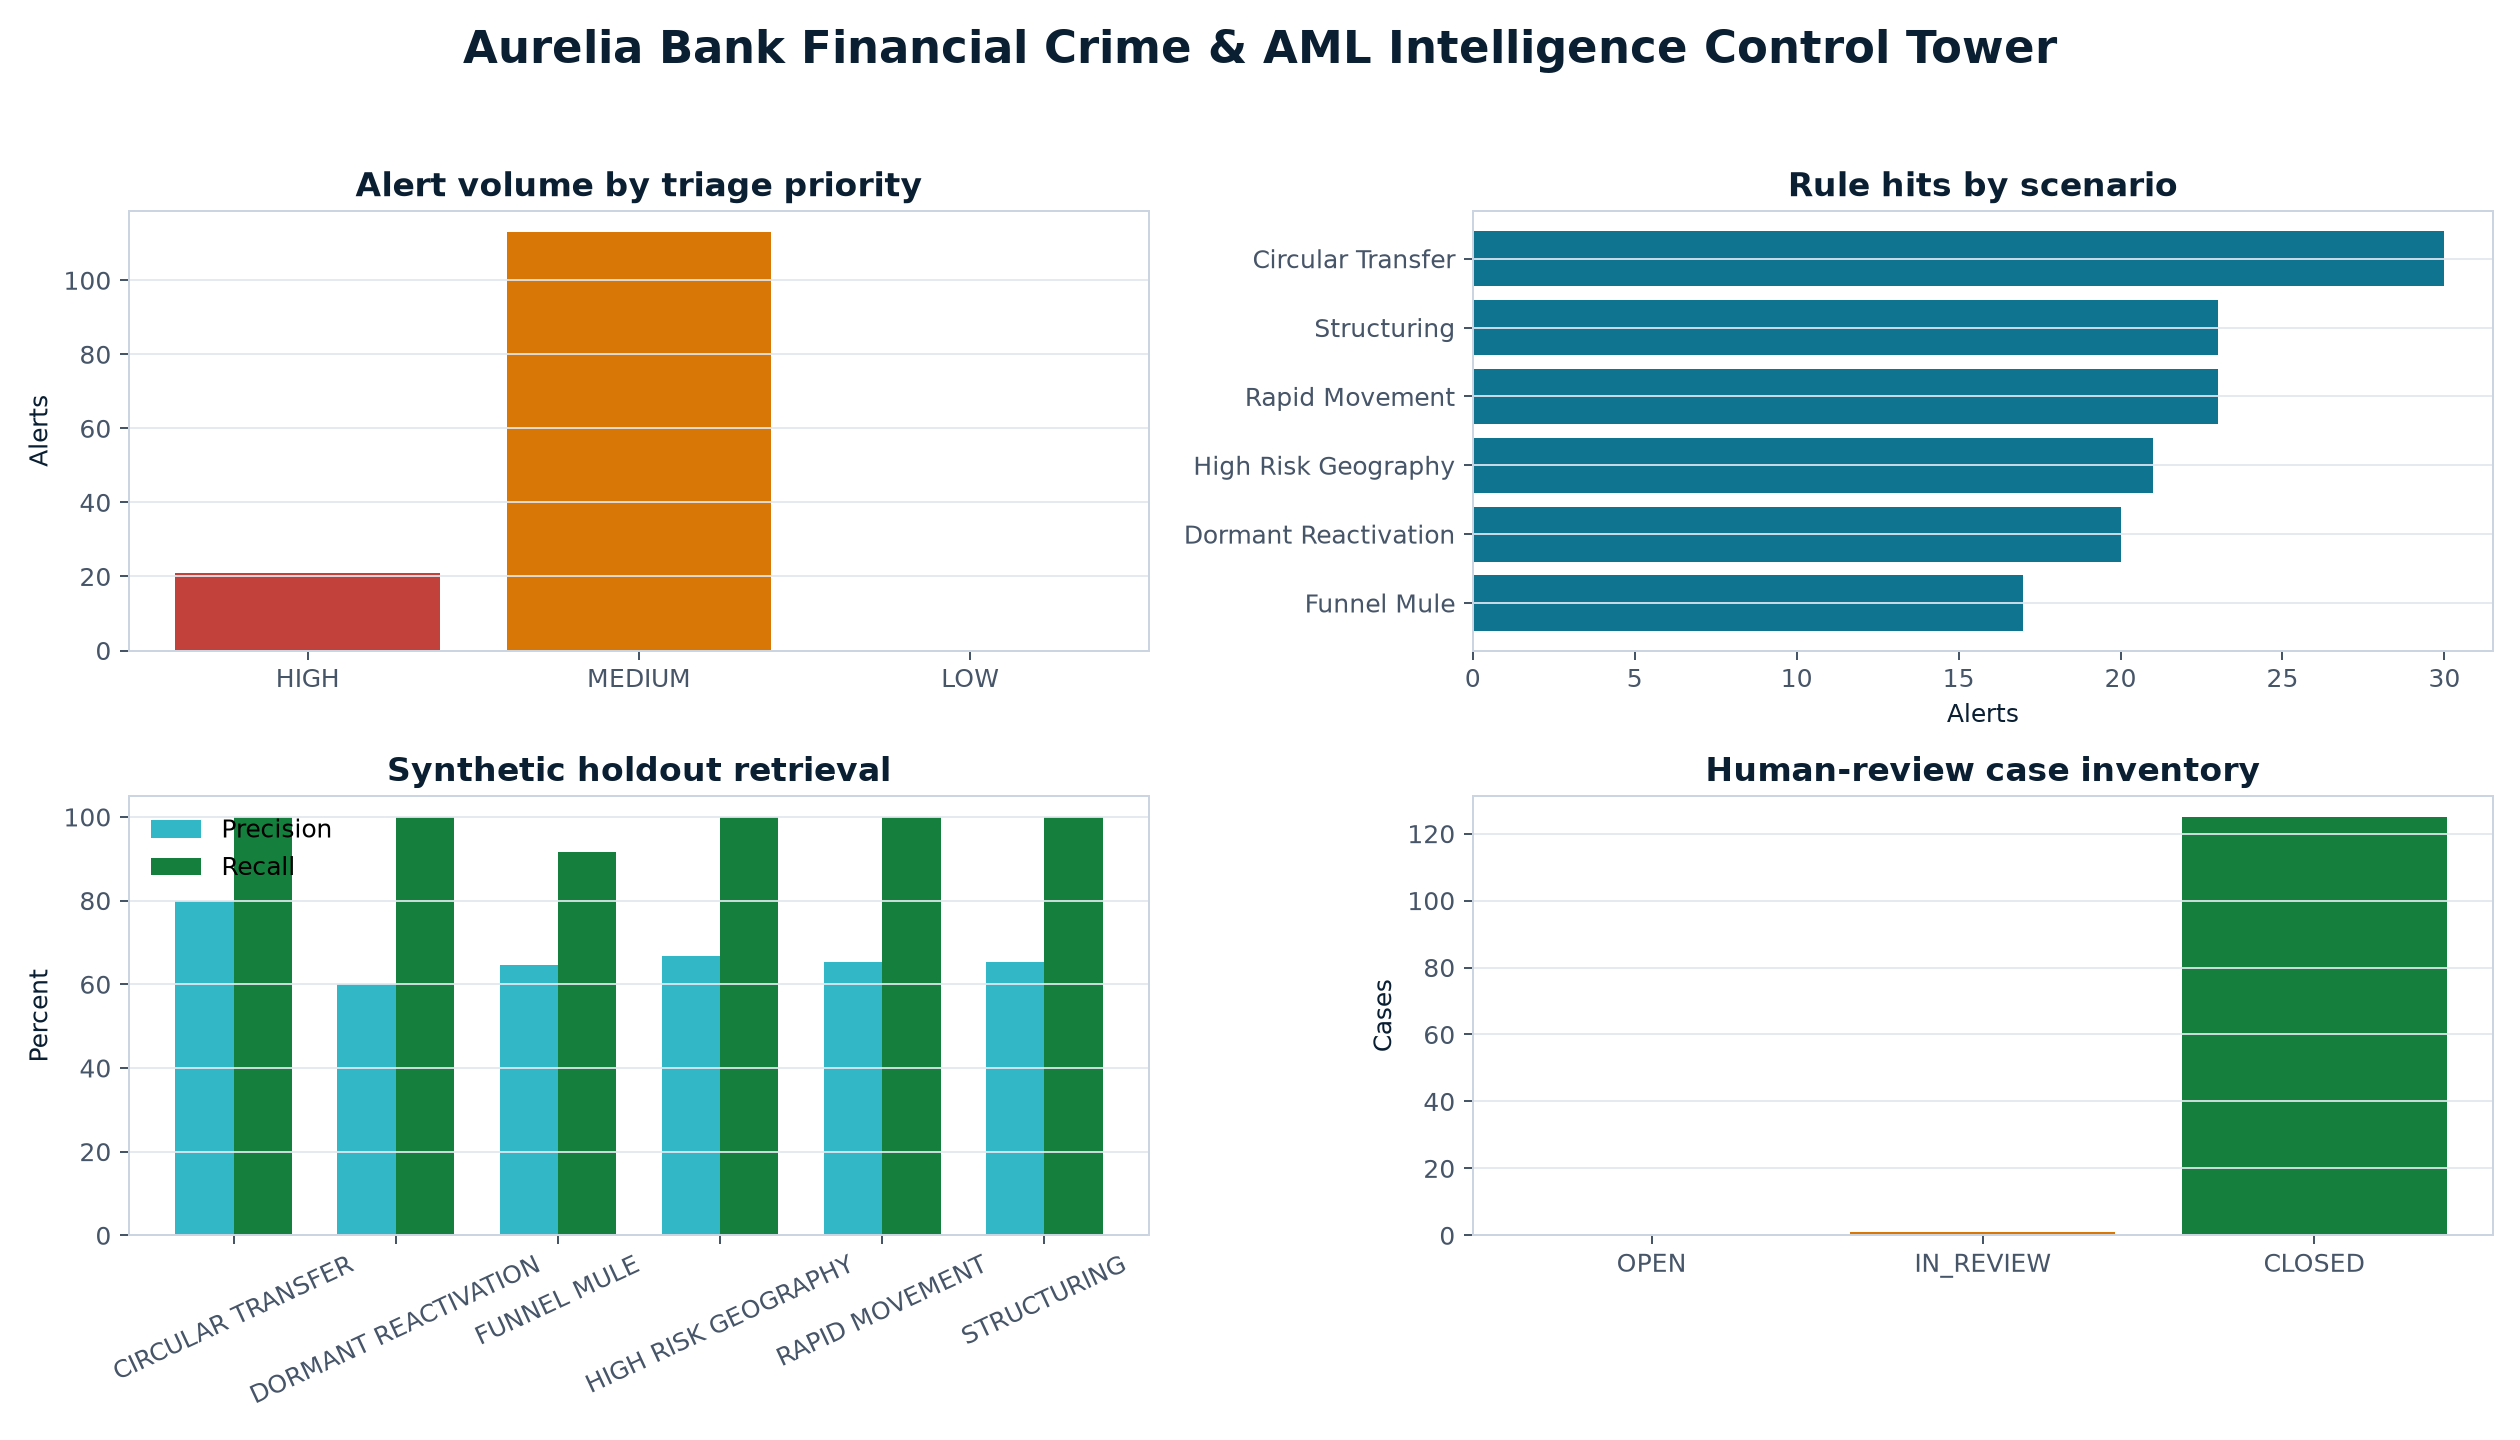 Aurelia Bank Financial Crime & AML Intelligence Control Tower
Alert volume by triage priority
Alerts
100
80
60
40
20
0
HIGH
MEDIUM
LOW
Rule hits by scenario
Circular Transfer
Structuring
Rapid Movement
High Risk Geography
Dormant Reactivation
Funnel Mule
0
5
10
15
20
25
30
Alerts
Synthetic holdout retrieval
Percent
100
80
60
40
20
0
Precision
Recall
CIRCULAR TRANSFER
DORMANT REACTIVATION
FUNNEL MULE
HIGH RISK GEOGRAPHY
RAPID MOVEMENT
STRUCTURING
Human-review case inventory
Cases
120
100
80
60
40
20
0
OPEN
IN_REVIEW
CLOSED